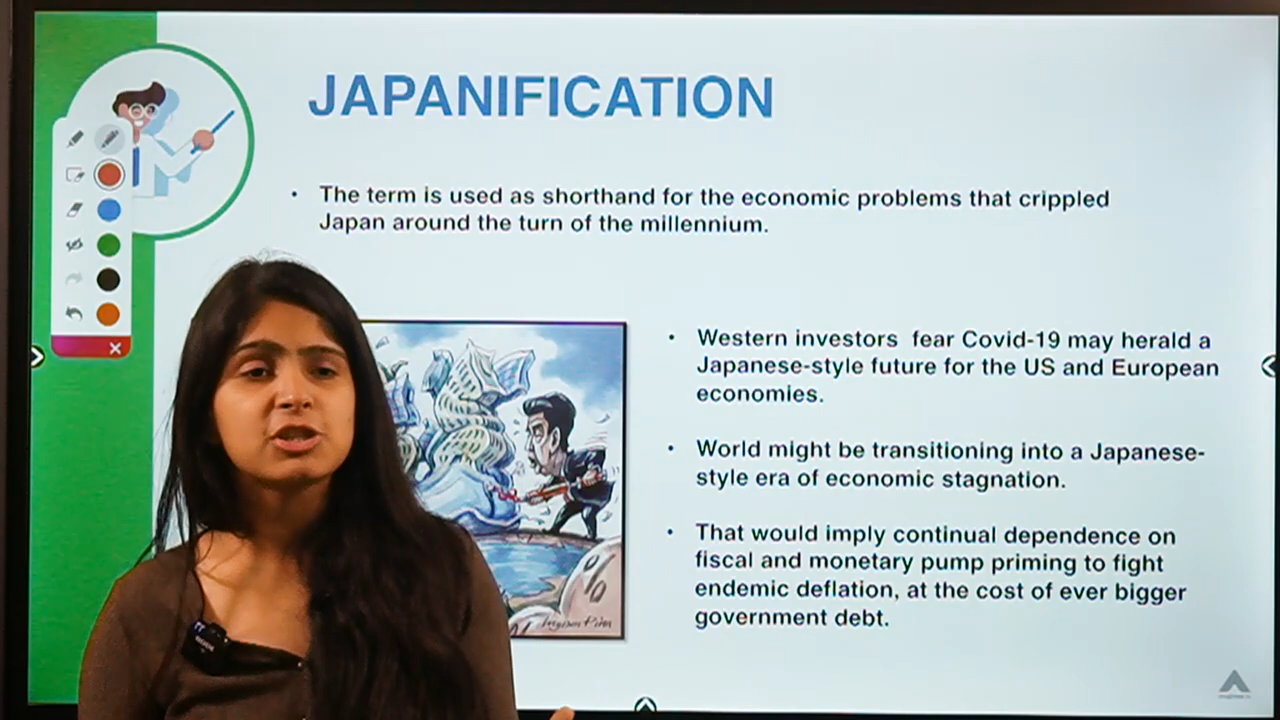 JAPANIFICATION
• The term is used as shorthand for the economic problems that crippled
Japan around the turn of the millennium.
• Western investors fear Covid-19 may herald a
Japanese-style future for the US and European
economies.
• World might be transitioning into a Japanese-
style era of economic stagnation.
• That would imply continual dependence on
fiscal and monetary pump priming to fight
endemic deflation, at the cost of ever bigger
government debt.
%